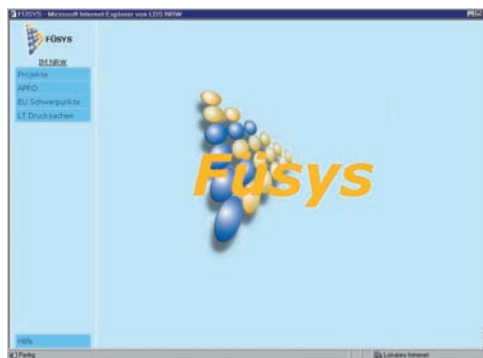 FÜSYS - Microsoft Internet Explorer von LDS NRW
FÜSYS
IM NRW
Projekte
APRO
EU Schwerpunkte
LT Drucksachen
Füsys
Hilfe
Fertig
Lokales Intranet